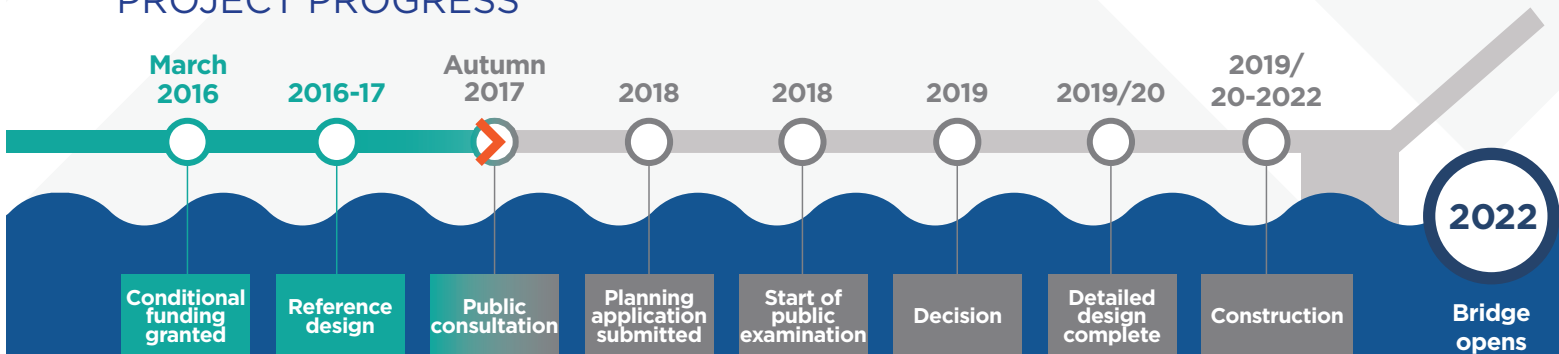 PROJECT PROGRESS
March
2016
2016-17
Autumn
2017
2018
2018
2019
2019/20
2019/
20-2022
Conditional
funding
granted
Reference
design
Public
consultation
Planning
application
submitted
Start of
public
examination
Decision
Detailed
design
complete
Construction
2022
Bridge
opens